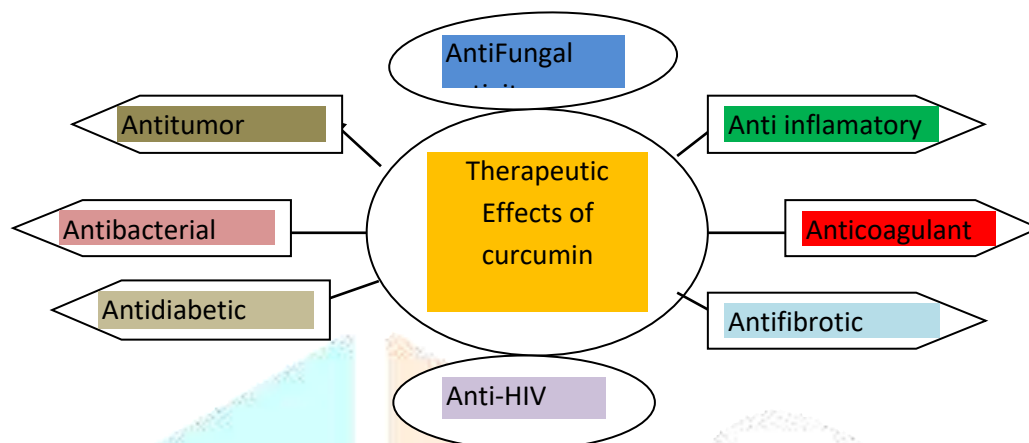 AntiFungal
Antitumor
Anti inflamatory
Therapeutic
Effects of
curcumin
Antibacterial
Anticoagulant
Antidiabetic
Antifibrotic
Anti-HIV